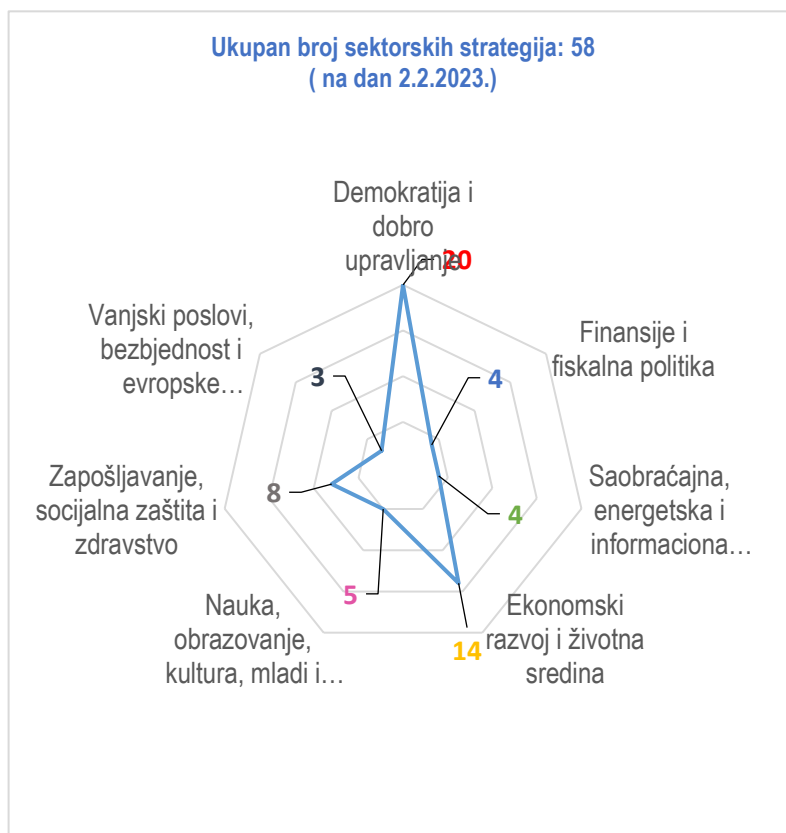 Ukupan broj sektorskih strategija: 58
( na dan 2.2.2023.)
Demokratija i
dobro
upravljanje
20
Finansije i
fiskalna politika
4
Saobraćajna,
energetska i
informaciona…
4
Ekonomski
razvoj i životna
sredina
14
Nauka,
obrazovanje,
kultura, mladi i…
5
Zapošljavanje,
socijalna zaštita i
zdravstvo
8
Vanjski poslovi,
bezbjednost i
evropske…
3